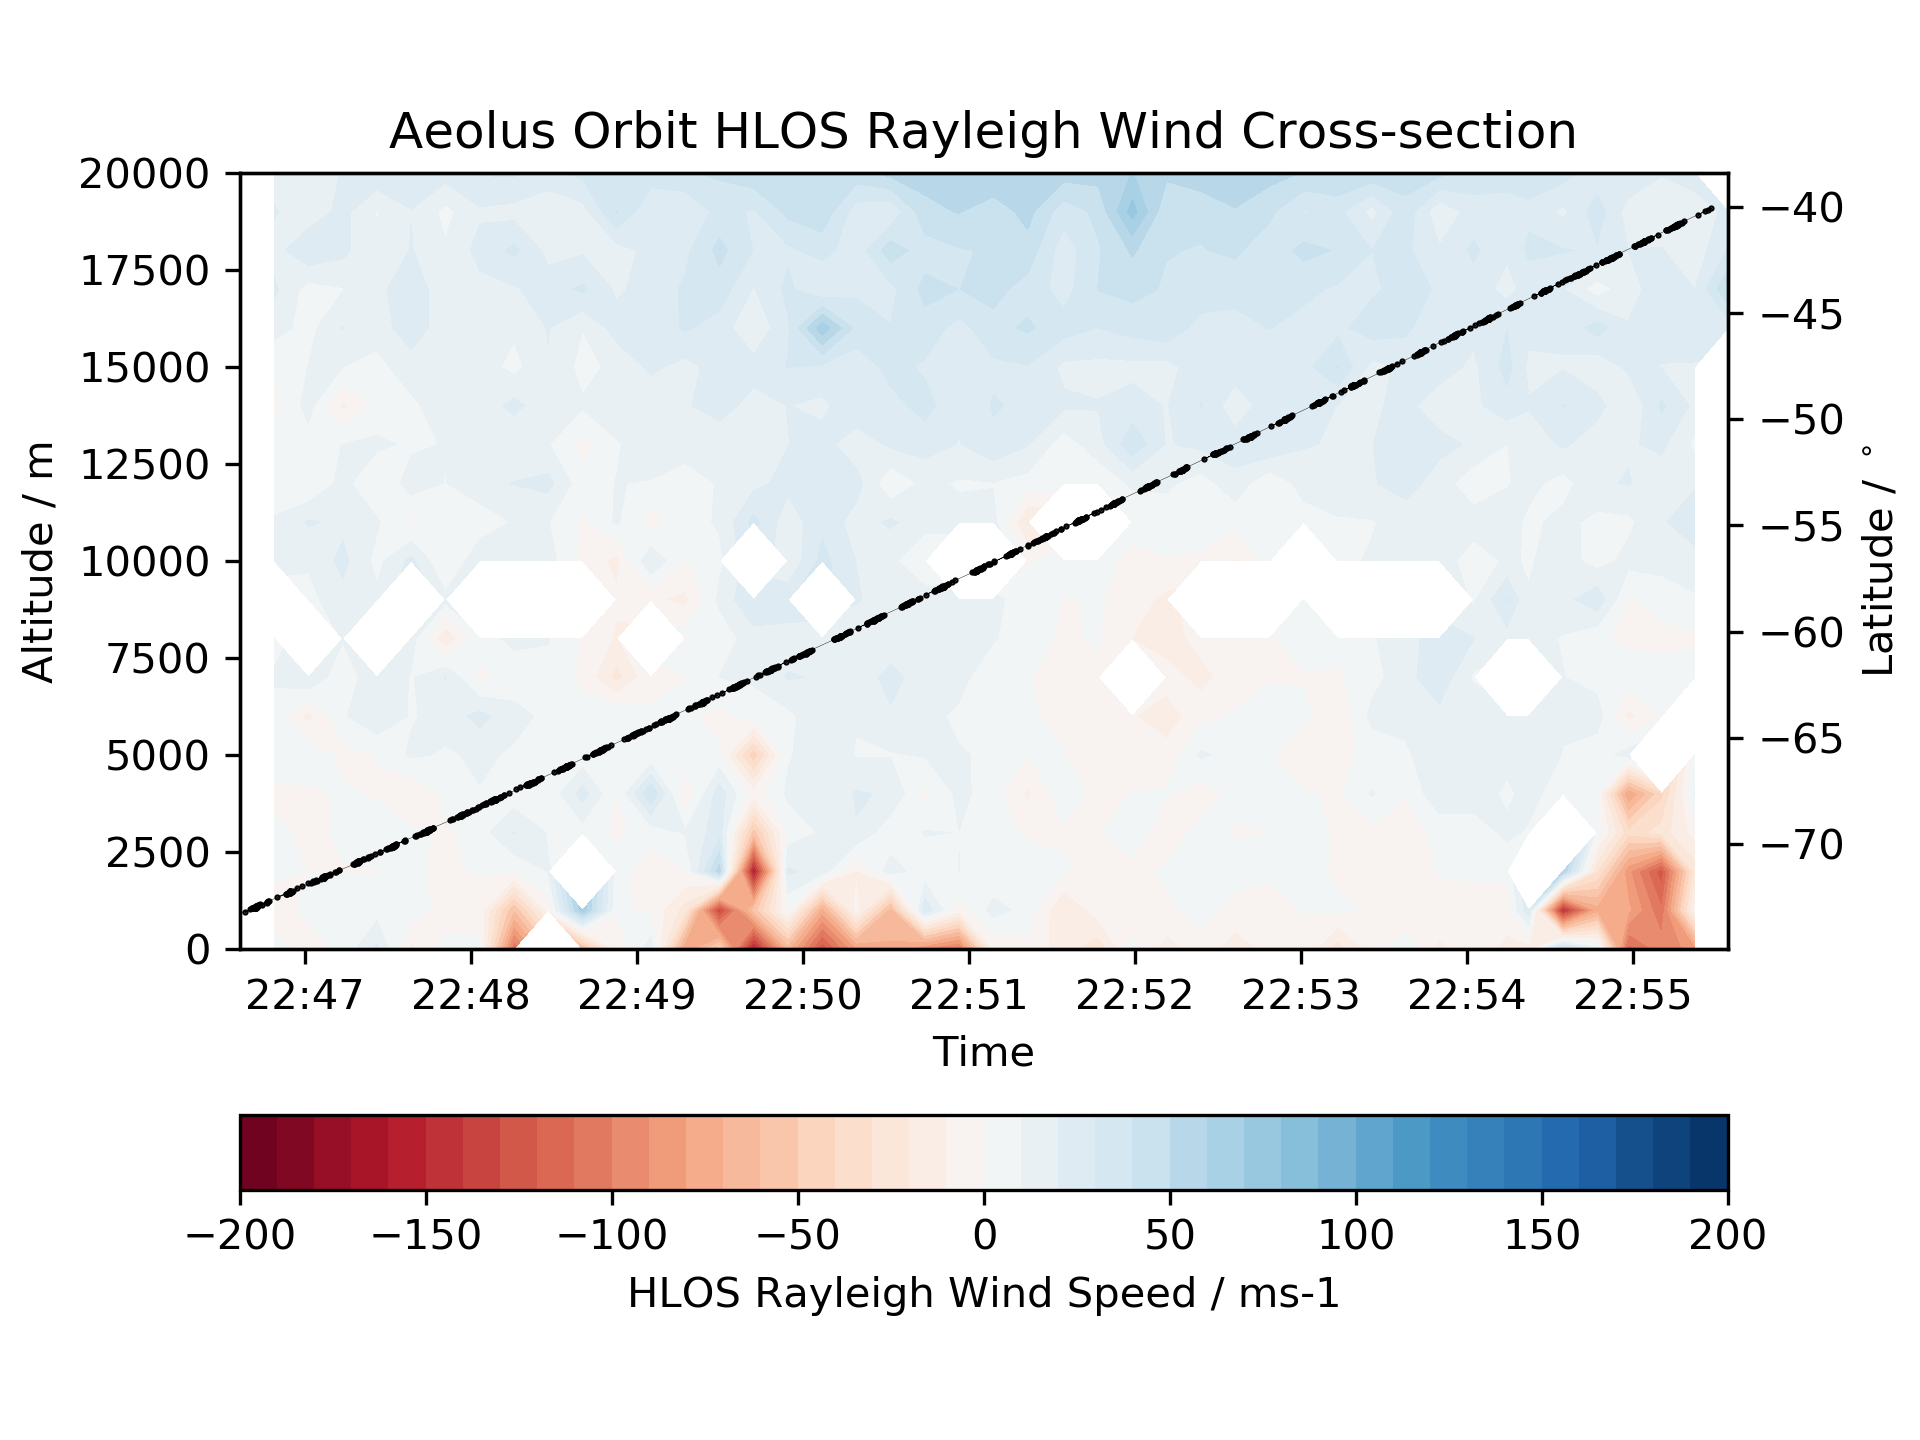 Aeolus Orbit HLOS Rayleigh Wind Cross-section
20000
17500
15000
12500
10000
7500
5000
2500
0
Altitude / m
−40
−45
−50
−55
−60
−65
−70
Latitude / °
22:47 22:48 22:49 22:50 22:51 22:52 22:53 22:54 22:55
Time
−200 −150 −100 −50 0 50 100 150 200
HLOS Rayleigh Wind Speed / ms-1